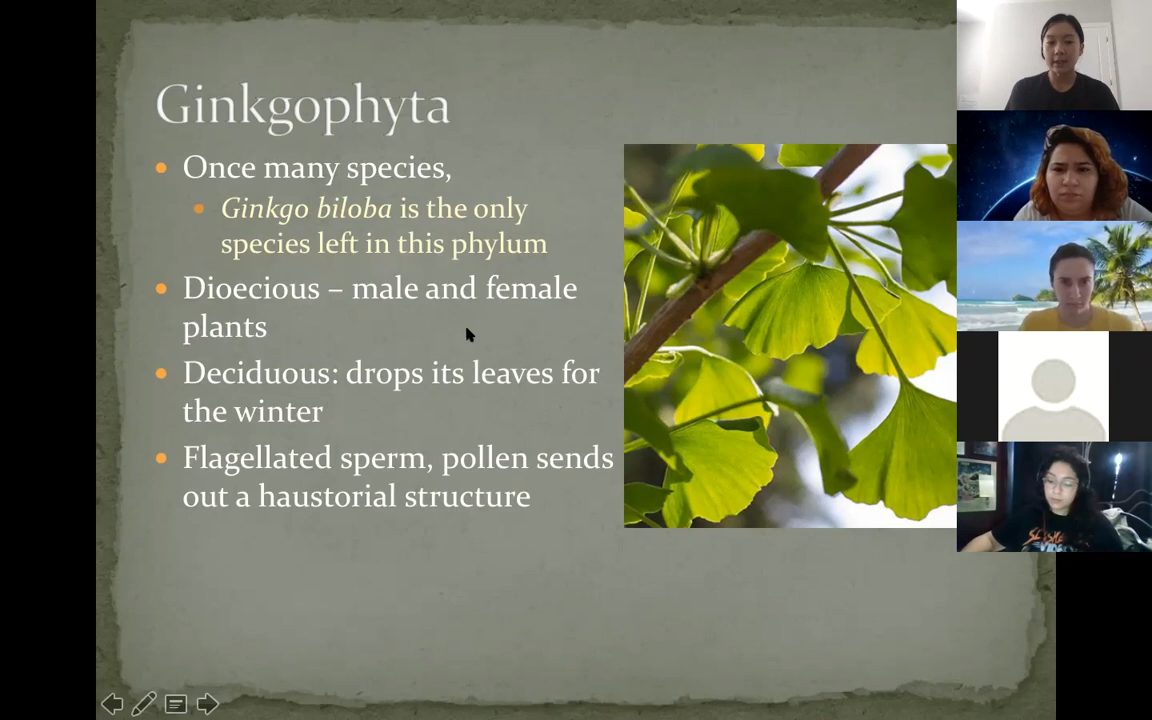 Ginkgophyta
Once many species,
Ginkgo biloba is the only
species left in this phylum
Dioecious – male and female
plants
Deciduous: drops its leaves for
the winter
Flagellated sperm, pollen sends
out a haustorial structure